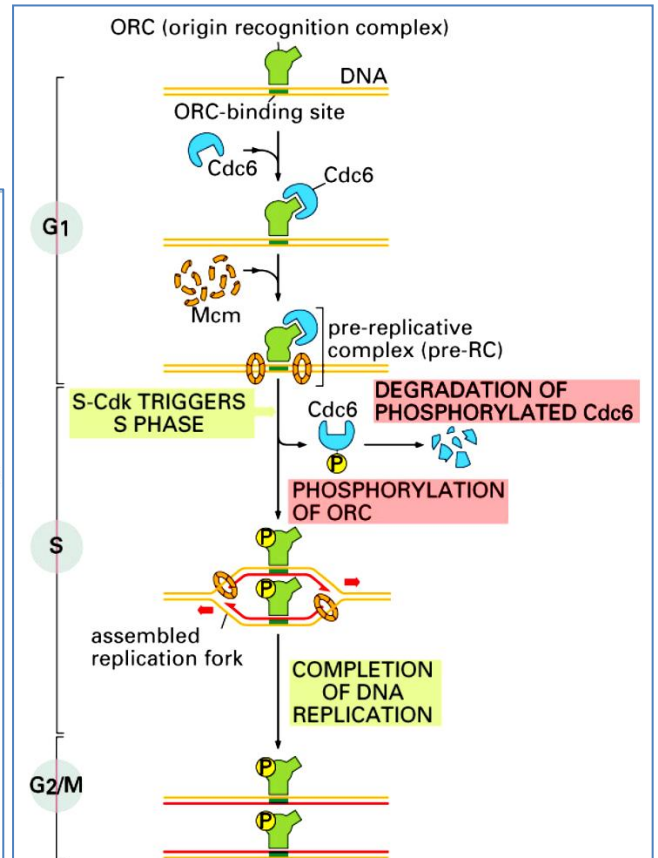 ORC (origin recognition complex)
DNA
ORC-binding site
Cdc6
Cdc6
G1
Mcm
pre-replicative
complex (pre-RC)
S-Cdk TRIGGERS
S PHASE
Cdc6
DEGRADATION OF
PHOSPHORYLATED Cdc6
P
PHOSPHORYLATION
OF ORC
S
P
P
assembled
replication fork
COMPLETION
OF DNA
REPLICATION
G2/M
P
P